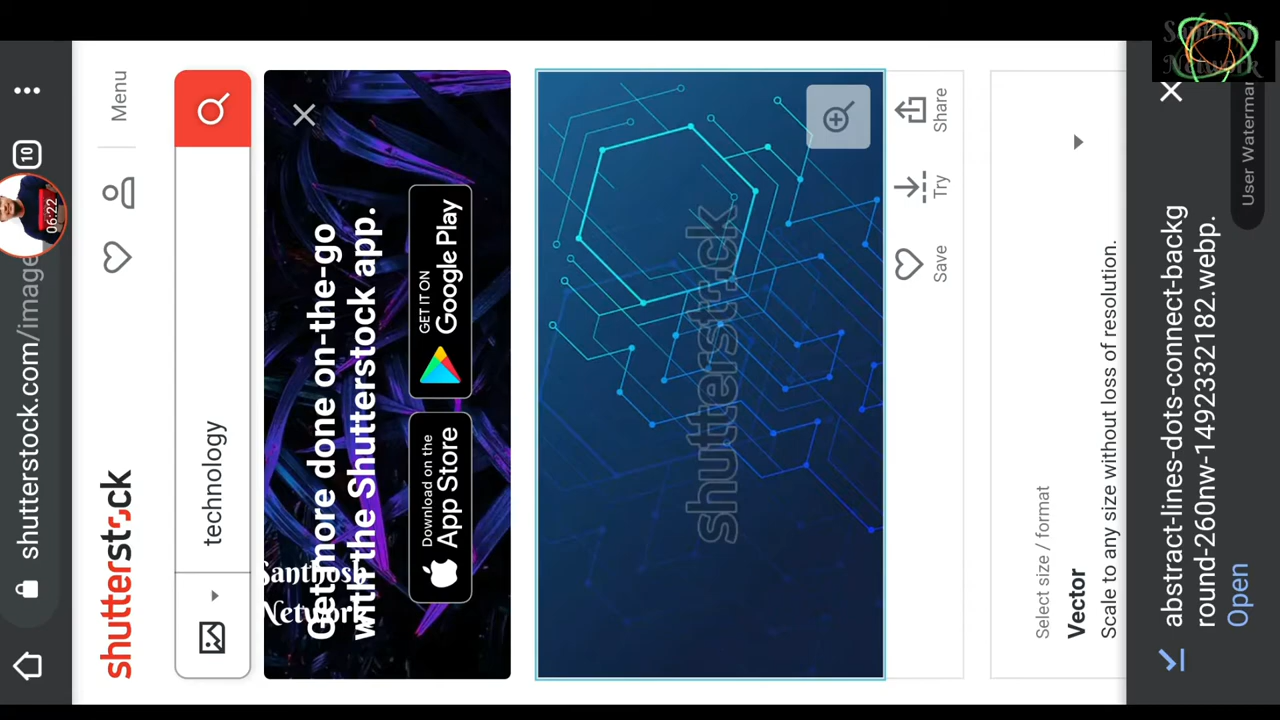 shutterstock.com/image
10
06:22
shutterstock
Menu
technology
Get more done on-the-go
with the Shutterstock app.
Download on the
App Store
GET IT ON
Google Play
Santhosh
Network
shutterstock
Save
Try
Share
Select size / format
Vector
Scale to any size without loss of resolution.
abstract-lines-dots-connect-backg
round-260nw-1492332182.webp.
Open
User Waterma
Santhosh
Network